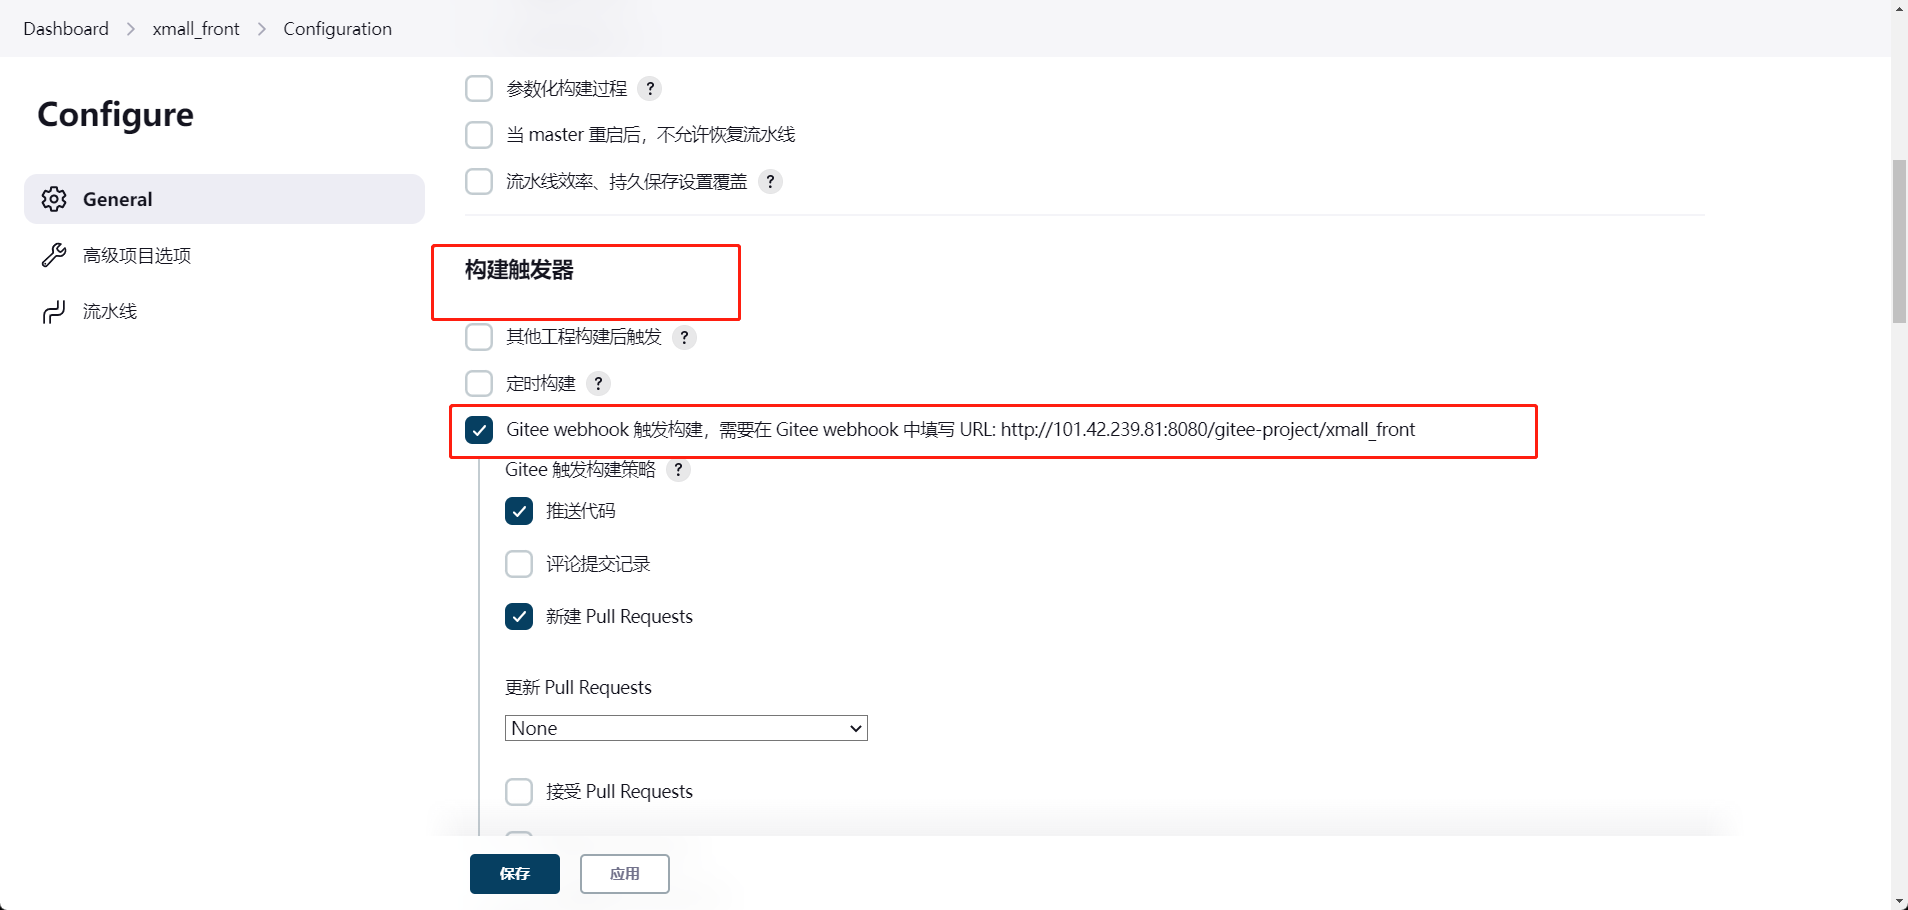 Dashboard > xmall_front > Configuration
Configure
General
高级项目选项
流水线
参数化构建过程 ?
当 master 重启后，不允许恢复流水线
流水线效率、持久保存设置覆盖 ?
构建触发器
其他工程构建后触发 ?
定时构建 ?
Gitee webhook 触发构建，需要在 Gitee webhook 中填写 URL: http://101.42.239.81:8080/gitee-project/xmall_front
Gitee 触发构建策略 ?
推送代码
评论提交记录
新建 Pull Requests
更新 Pull Requests
None
接受 Pull Requests
保存
应用